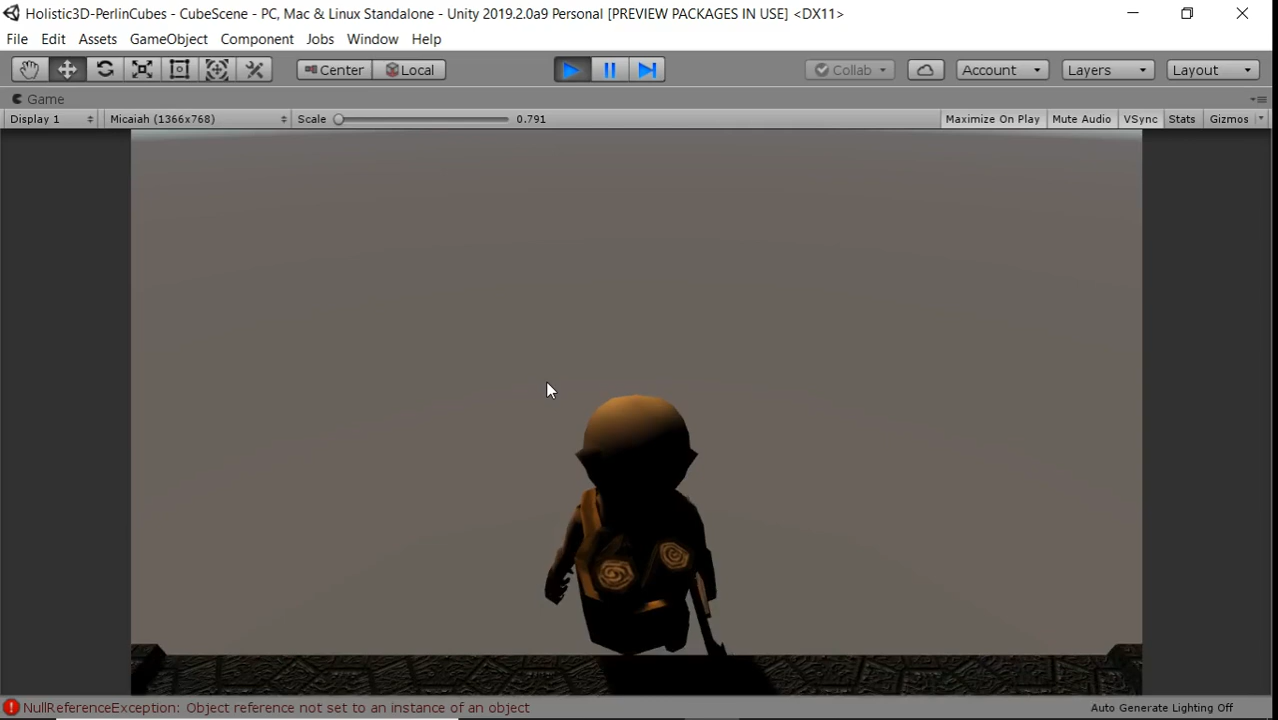 Holistic3D-PerlinCubes - CubeScene - PC, Mac & Linux Standalone - Unity 2019.2.0a9 Personal [PREVIEW PACKAGES IN USE] <DX11>
File Edit Assets GameObject Component Jobs Window Help
Center Local Collab Account Layers Layout
Game
Display 1 Micaiah (1366x768) Scale 0.791 Maximize On Play Mute Audio VSync Stats Gizmos
NullReferenceException: Object reference not set to an instance of an object Auto Generate Lighting Off